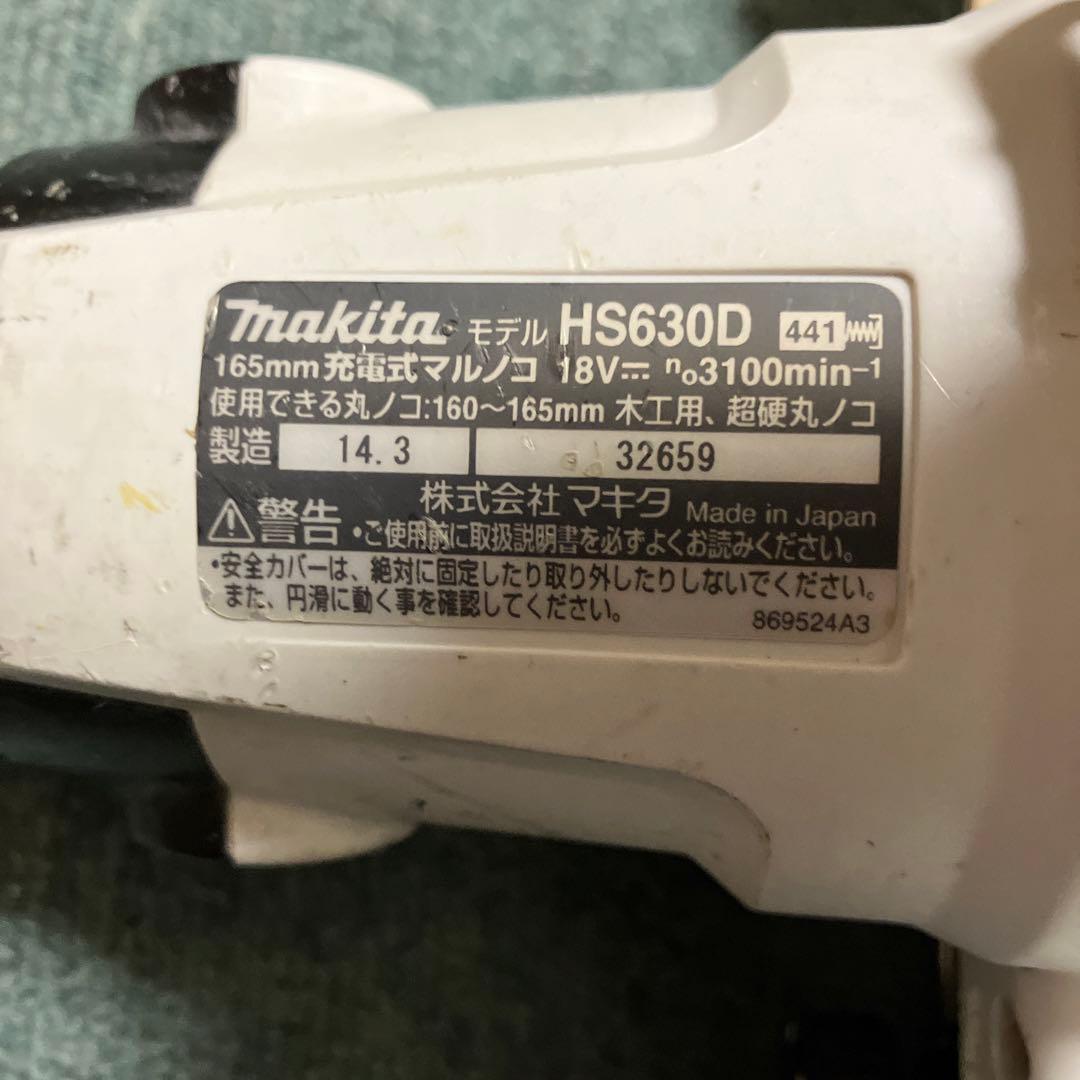 makita モデル HS630D 441
165mm 充電式マルノコ 18V⎓ no3100min-1
使用できる丸ノコ:160～165mm 木工用、超硬丸ノコ
製造 14.3 32659
株式会社マキタ Made in Japan
警告 ・ご使用前に取扱説明書を必ずよくお読みください。
・安全カバーは、絶対に固定したり取り外したりしないでください。
また、円滑に動く事を確認してください。
869524A3